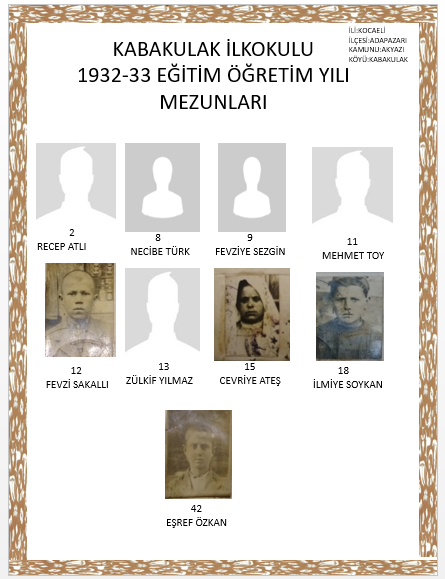 İLİ:KOCAELİ
İLÇESİ:ADAPAZARI
KAMUNU:AKYAZI
KÖYÜ:KABAKULAK
KABAKULAK İLKOKULU
1932-33 EĞİTİM ÖĞRETİM YILI
MEZUNLARI
2
RECEP ATLI
8
NECİBE TÜRK
9
FEVZİYE SEZGİN
11
MEHMET TOY
12
FEVZİ SAKALLI
13
ZÜLKİF YILMAZ
15
CEVRİYE ATEŞ
18
İLMİYE SOYKAN
42
EŞREF ÖZKAN